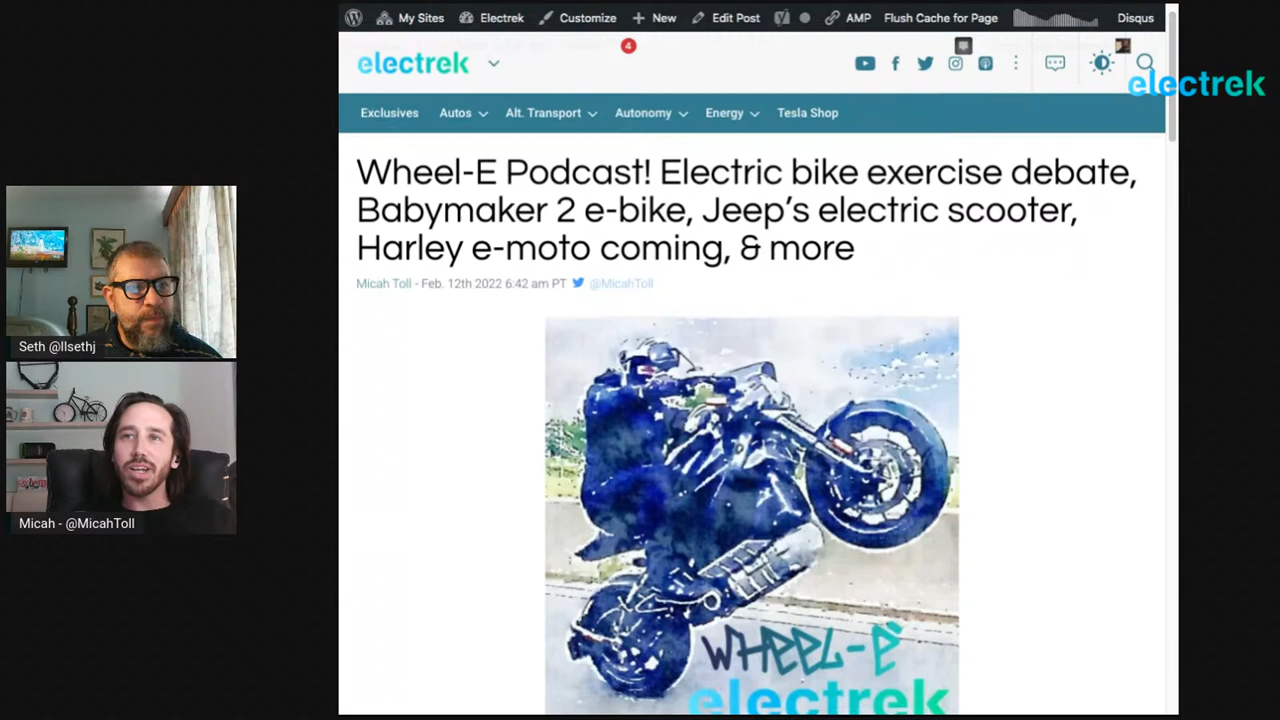 My Sites Electrek Customize New Edit Post AMP Flush Cache for Page Disqus
4
electrek
electrek
Exclusives Autos Alt. Transport Autonomy Energy Tesla Shop
Wheel-E Podcast! Electric bike exercise debate,
Babymaker 2 e-bike, Jeep's electric scooter,
Harley e-moto coming, & more
Micah Toll - Feb. 12th 2022 6:42 am PT @MicahToll
Seth @llsethj
Micah - @MicahToll
WHEEL-E
electrek